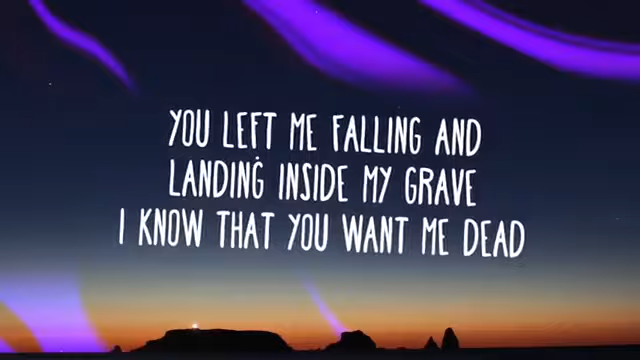 YOU LEFT ME FALLING AND
LANDING INSIDE MY GRAVE
I KNOW THAT YOU WANT ME DEAD